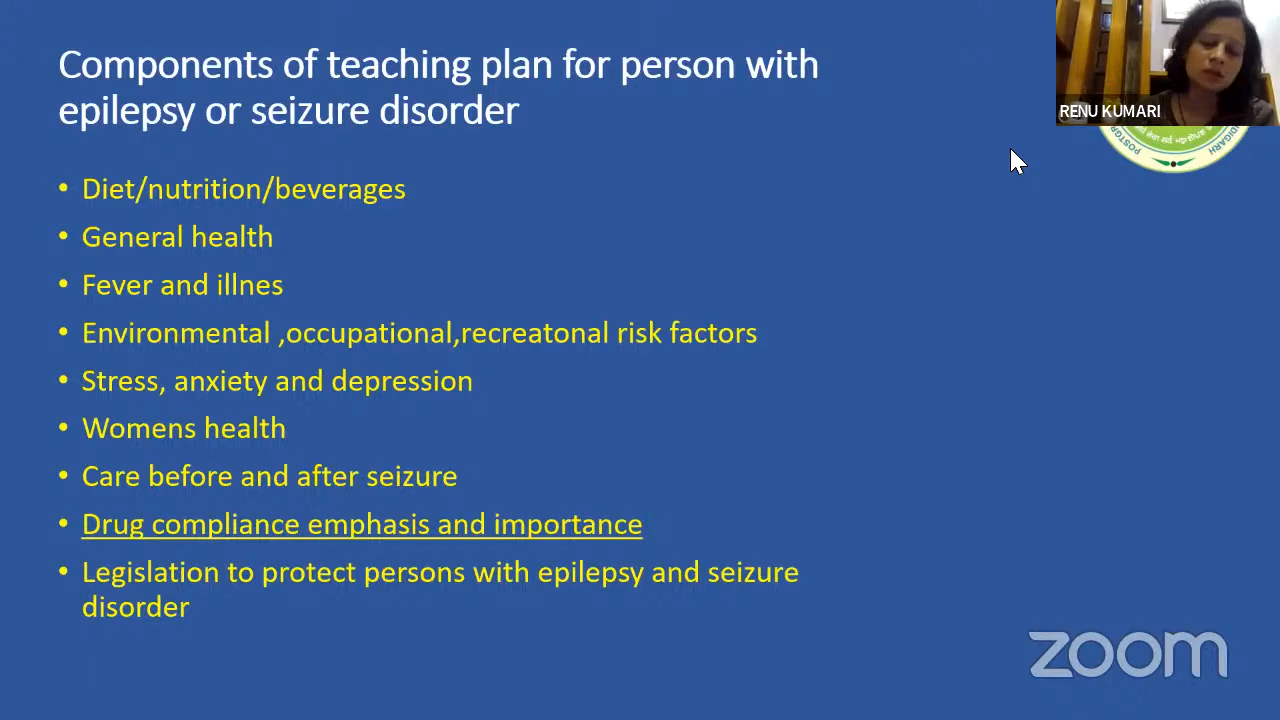 Components of teaching plan for person with
epilepsy or seizure disorder
RENU KUMARI
• Diet/nutrition/beverages
• General health
• Fever and illnes
• Environmental ,occupational,recreatonal risk factors
• Stress, anxiety and depression
• Womens health
• Care before and after seizure
• Drug compliance emphasis and importance
• Legislation to protect persons with epilepsy and seizure
disorder
zoom